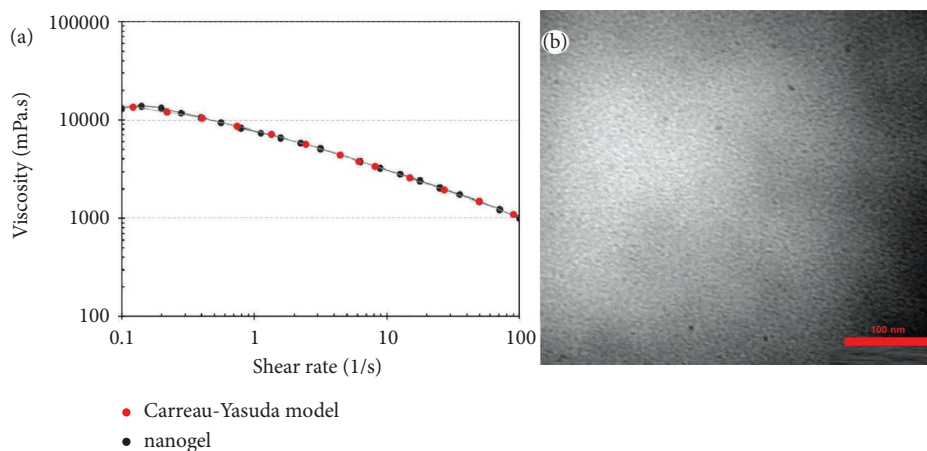 (a)
100000
10000
1000
100
Viscosity (mPa.s)
0.1 1 10 100
Shear rate (1/s)
Carreau-Yasuda model
nanogel
(b)
100 nm